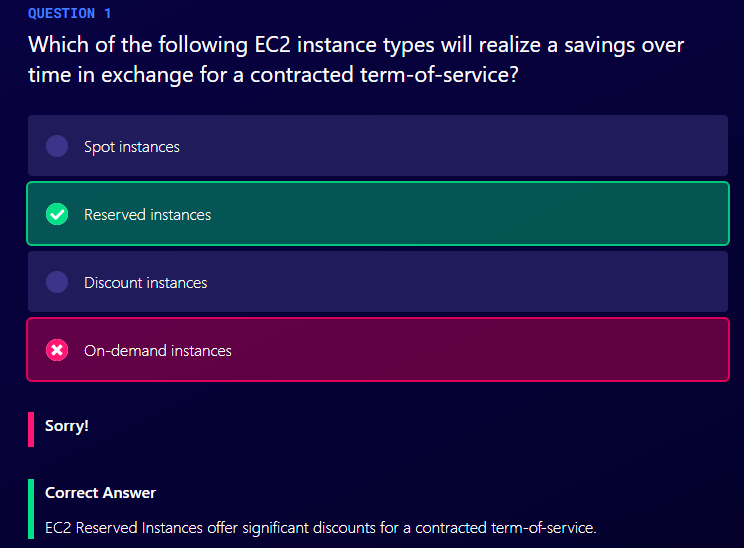 QUESTION 1
Which of the following EC2 instance types will realize a savings over
time in exchange for a contracted term-of-service?
Spot instances
Reserved instances
Discount instances
On-demand instances
Sorry!
Correct Answer
EC2 Reserved Instances offer significant discounts for a contracted term-of-service.